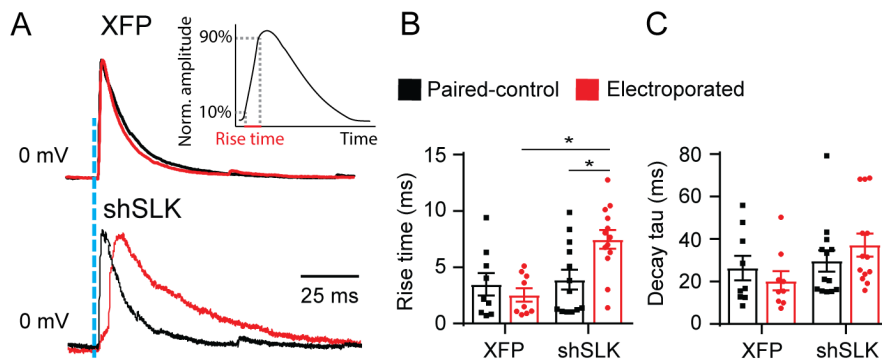 A
XFP
0 mV
Norm. amplitude
90%
10%
Rise time
Time
shSLK
0 mV
25 ms
B
C
Paired-control
Electroporated
Rise time (ms)
15
10
5
0
*
*
XFP
shSLK
Decay tau
(ms)
80
60
40
20
0
XFP
shSLK